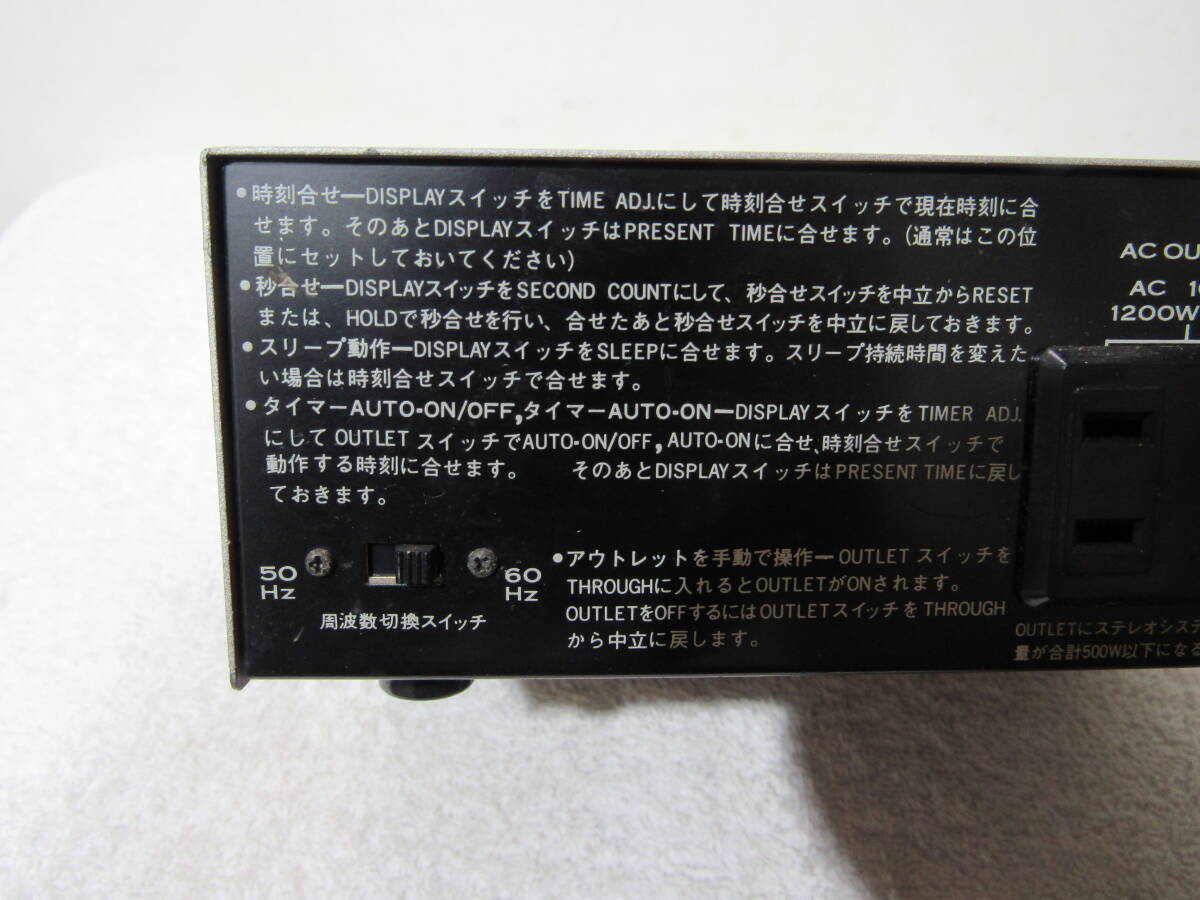 ●時刻合せ—DISPLAYスイッチをTIME ADJ.にして時刻合せスイッチで現在時刻に合
せます。そのあとDISPLAYスイッチはPRESENT TIMEに合せます。(通常はこの位
置にセットしておいてください)
●秒合せ—DISPLAYスイッチをSECOND COUNTにして、秒合せスイッチを中立からRESET
または、HOLDで秒合せを行い、合せたあと秒合せスイッチを中立に戻しておきます。
●スリープ動作—DISPLAYスイッチをSLEEPに合せます。スリープ持続時間を変えた
い場合は時刻合せスイッチで合せます。
●タイマーAUTO-ON/OFF,タイマーAUTO-ON—DISPLAYスイッチをTIMER ADJ.
にして OUTLET スイッチでAUTO-ON/OFF, AUTO-ONに合せ、時刻合せスイッチで
動作する時刻に合せます。 そのあとDISPLAYスイッチはPRESENT TIMEに戻し
ておきます。
50
Hz
60
Hz
周波数切換スイッチ
●アウトレットを手動で操作—OUTLET スイッチを
THROUGHに入れるとOUTLETがONされます。
OUTLETをOFFするにはOUTLETスイッチをTHROUGH
から中立に戻します。
AC OU
AC 1
1200W
OUTLETにステレオシステ
量が合計500W以下になる